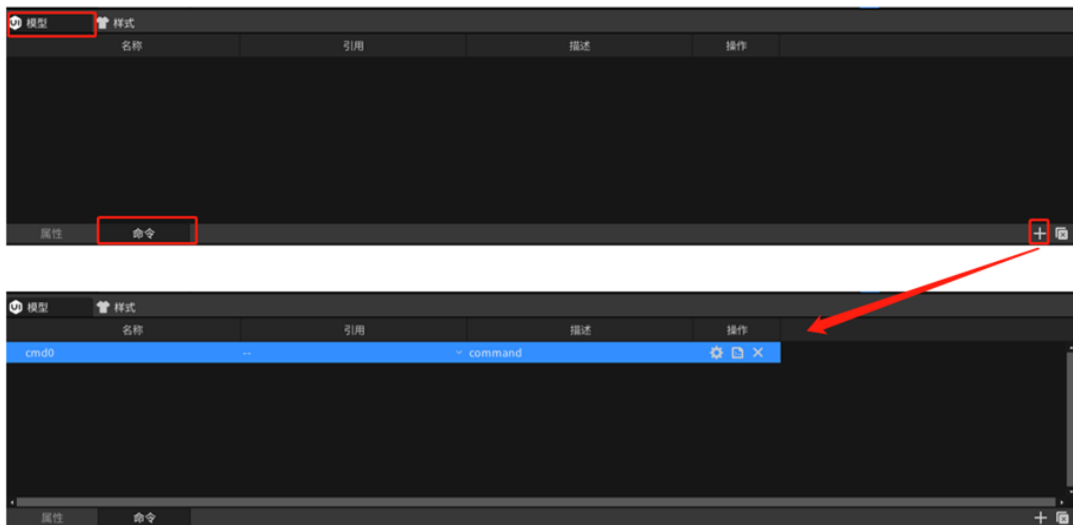 模型 样式
名称 引用 描述 操作
属性 命令
模型 样式
名称 引用 描述 操作
cmd0 -- command
属性 命令